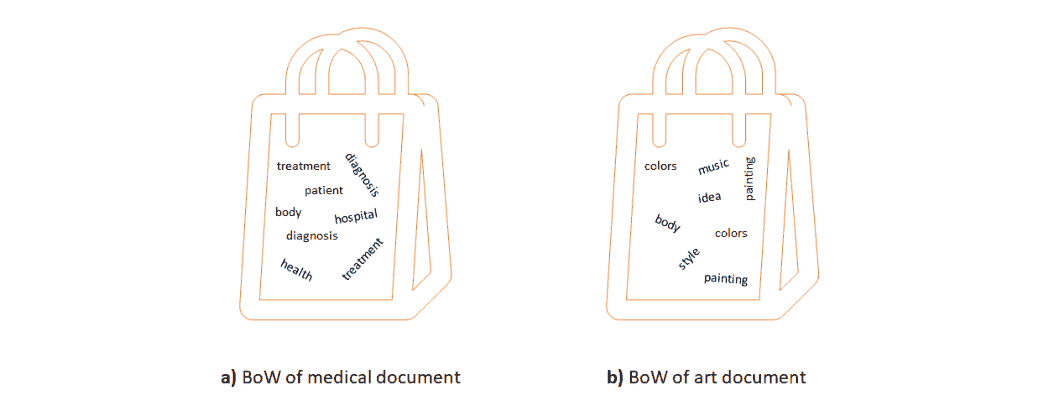 treatment
diagnosis
patient
body
hospital
diagnosis
health
treatment
a) BoW of medical document
colors
music
painting
idea
body
colors
style
painting
b) BoW of art document